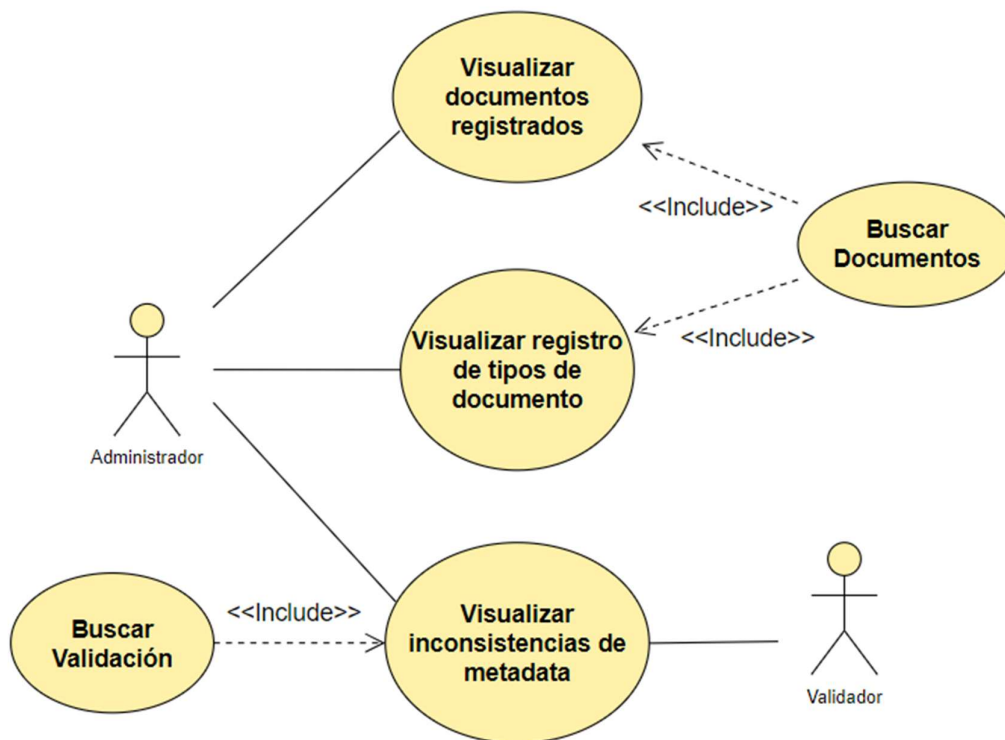 Visualizar
documentos
registrados
<<Include>>
Buscar
Documentos
Visualizar registro
de tipos de
documento
<<Include>>
Administrador
Buscar
Validación
<<Include>>
Visualizar
inconsistencias de
metadata
Validador